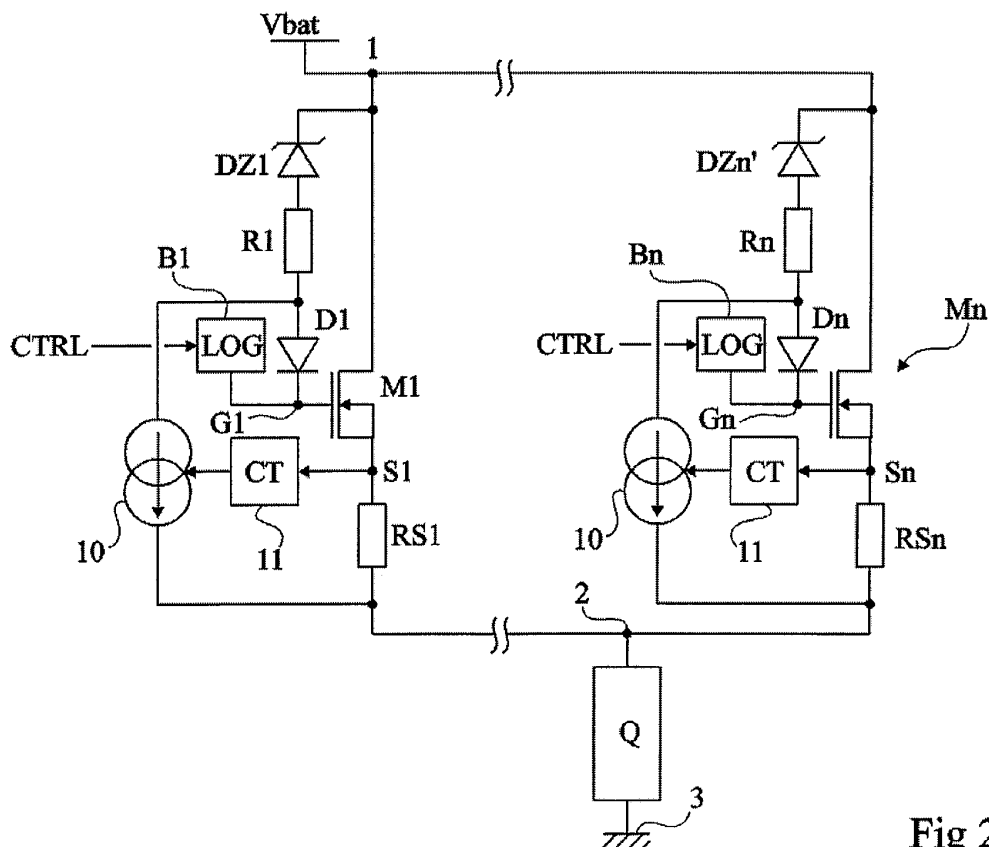 Vbat
1
DZ1
DZn'
R1
Rn
B1
Bn
D1
Dn
Mn
CTRL
LOG
CTRL
LOG
M1
G1
Gn
CT
S1
CT
Sn
10
11
RS1
10
11
RSn
2
Q
3
Fig 2